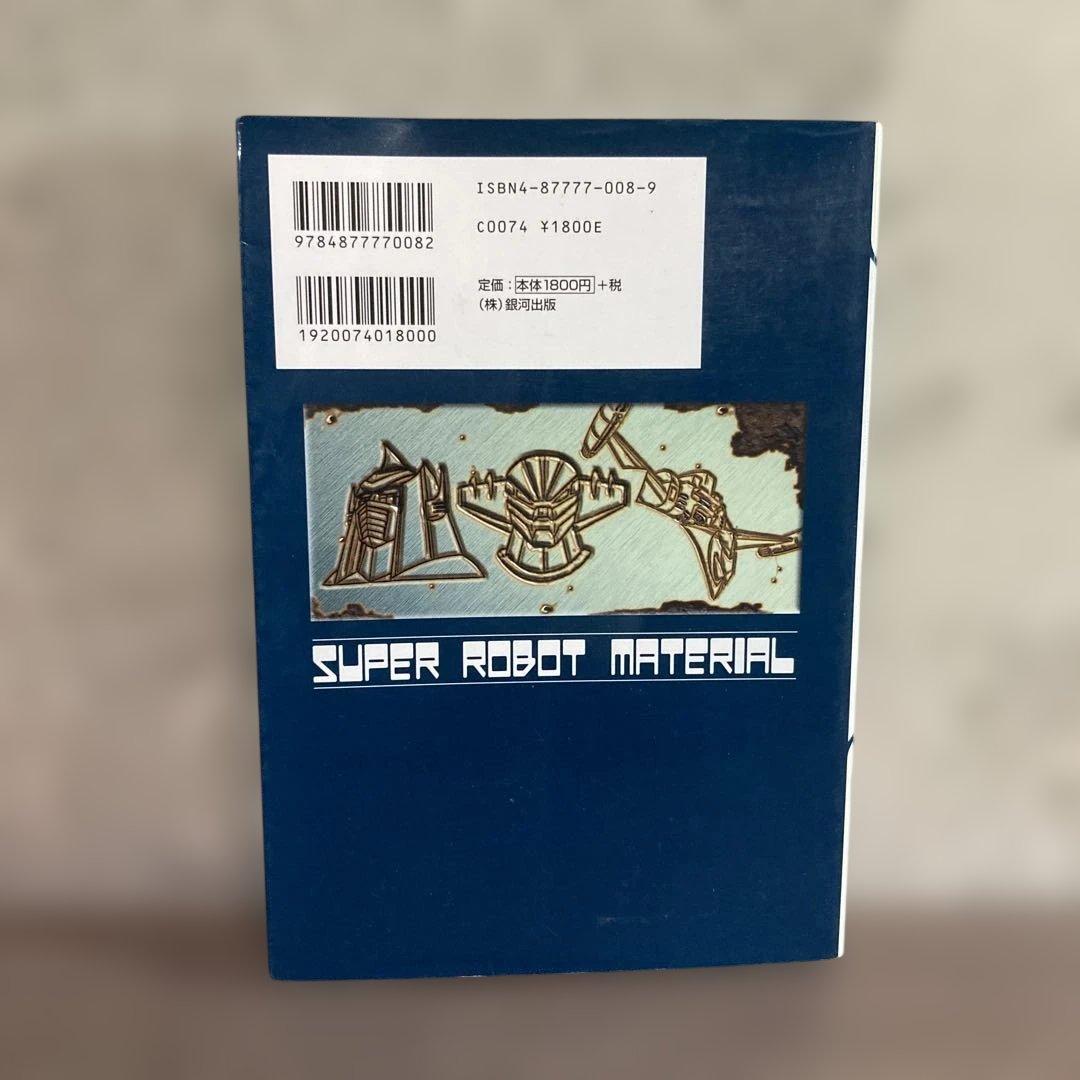 ISBN4-87777-008-9
C0074 ¥1800E
9784877770082
定価：本体1800円＋税
（株）銀河出版
1920074018000
SUPER ROBOT MATERIAL